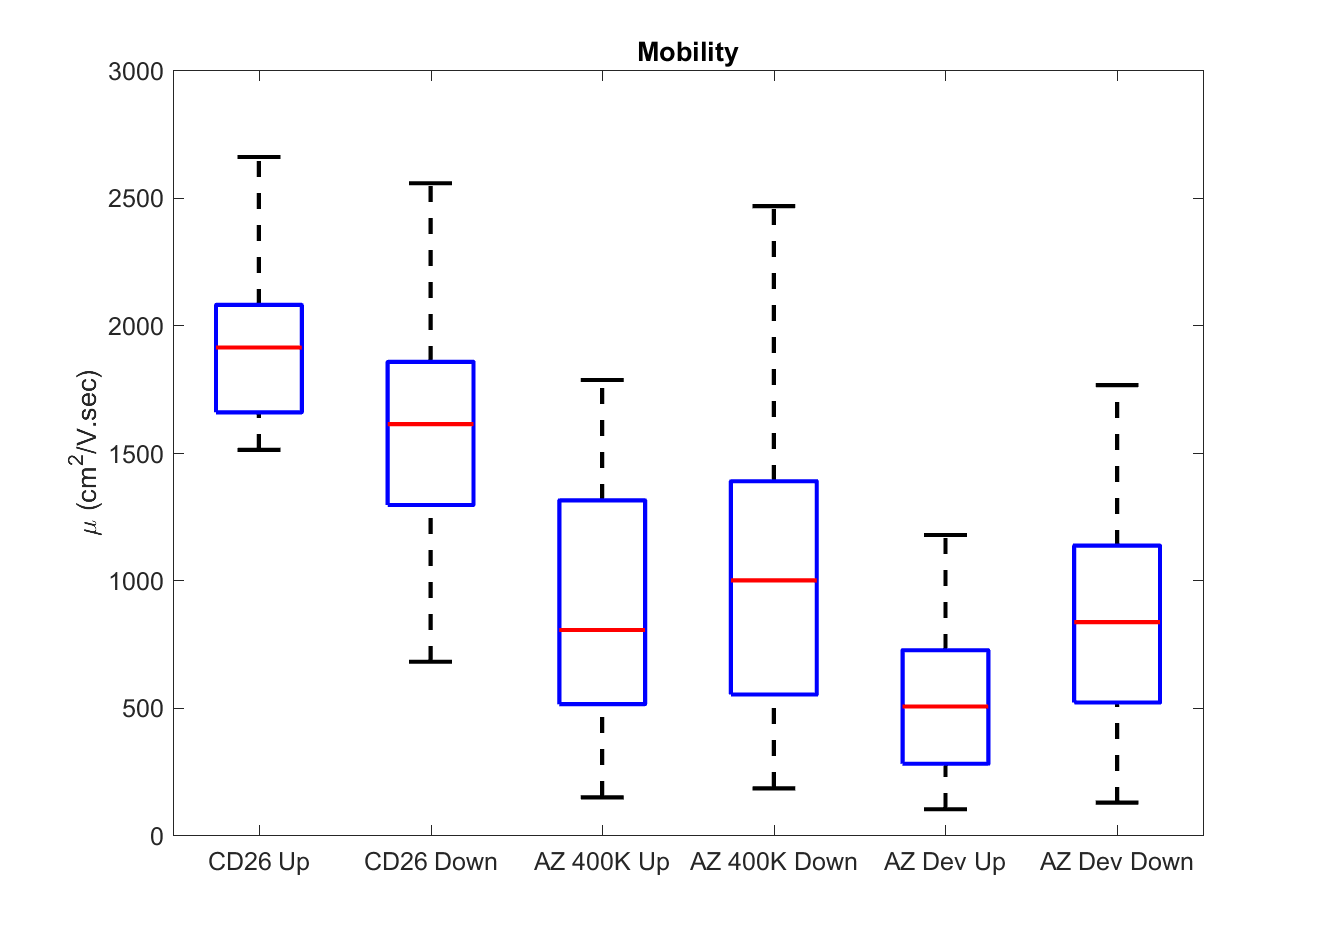 Mobility
3000
2500
2000
1500
1000
500
0
μ (cm²/V.sec)
CD26 Up CD26 Down AZ 400K Up AZ 400K Down AZ Dev Up AZ Dev Down